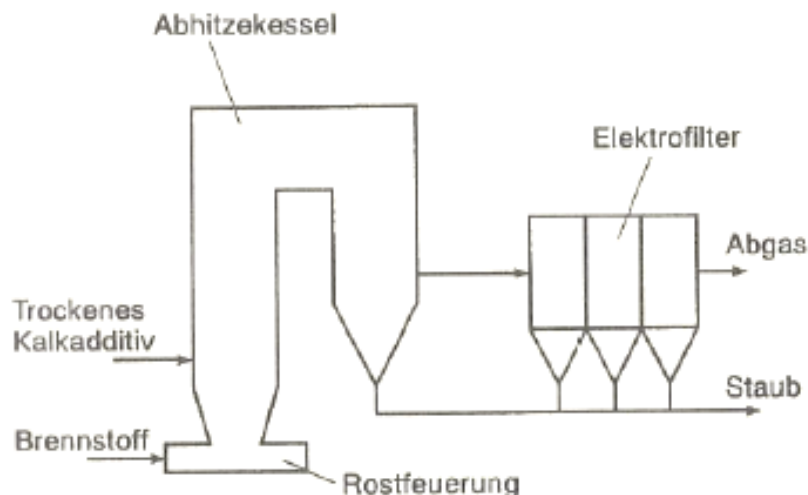 Abhitzekessel
Elektrofilter
Abgas
Trockenes
Kalkadditiv
Staub
Brennstoff
Rostfeuerung